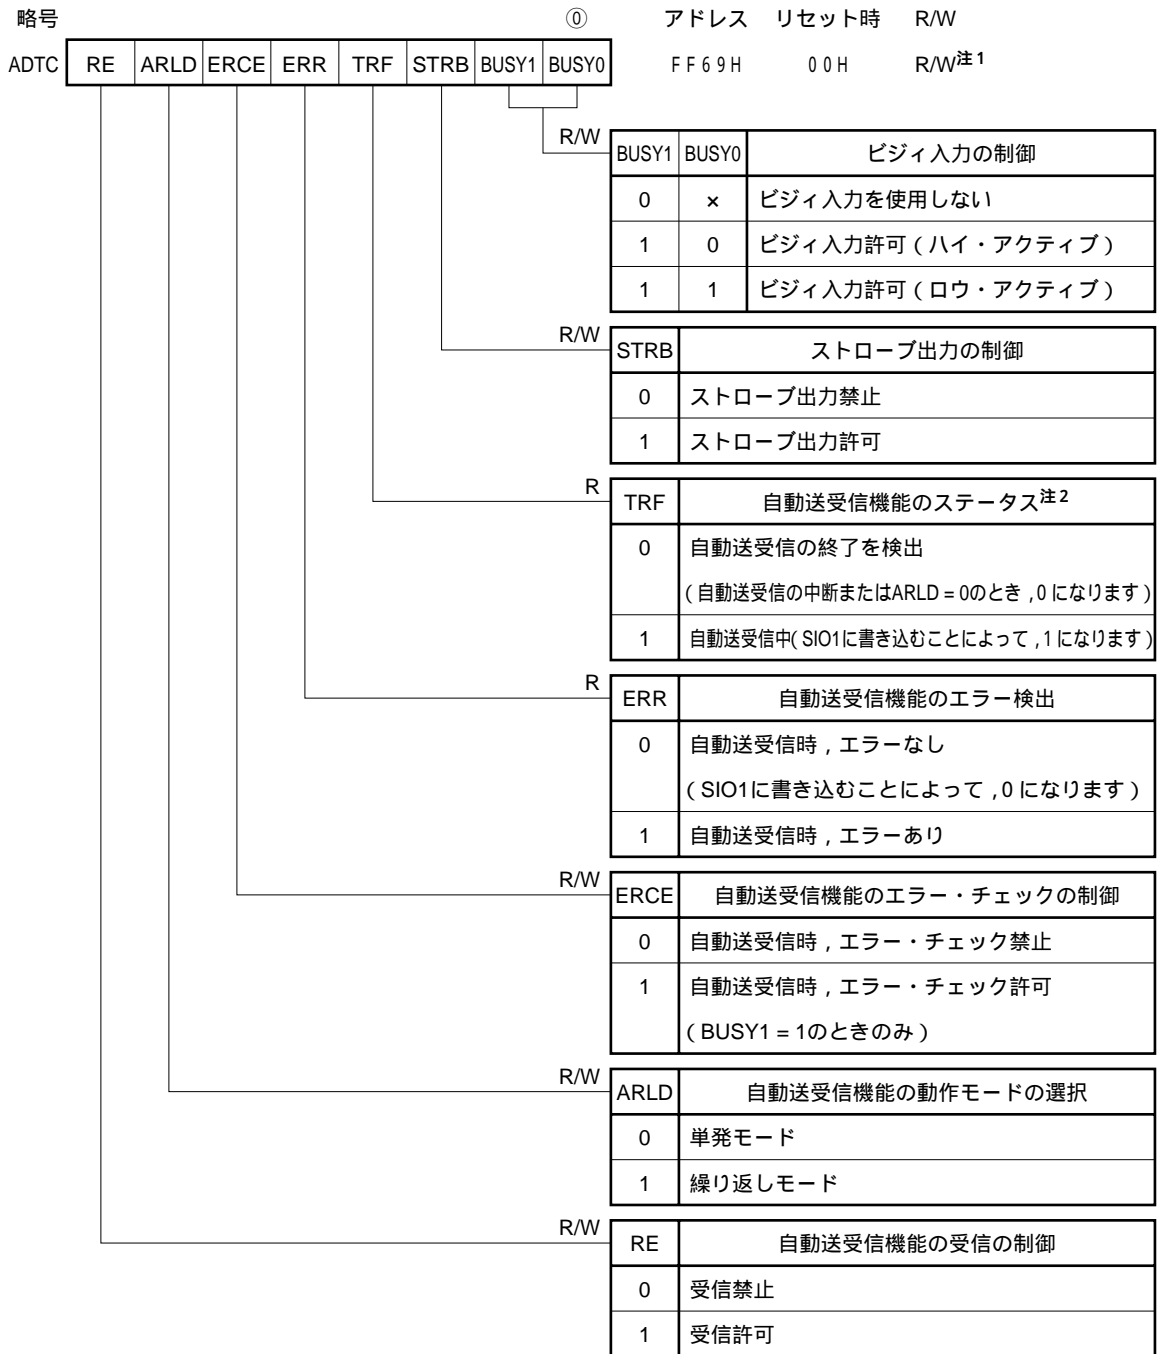 略号 ⓪ アドレス リセット時 R/W
ADTC RE ARLD ERCE ERR TRF STRB BUSY1 BUSY0 FF69H 00H R/W注1
R/W
BUSY1 BUSY0 ビジィ入力の制御
0 × ビジィ入力を使用しない
1 0 ビジィ入力許可（ハイ・アクティブ）
1 1 ビジィ入力許可（ロウ・アクティブ）
R/W
STRB ストローブ出力の制御
0 ストローブ出力禁止
1 ストローブ出力許可
R
TRF 自動送受信機能のステータス注2
0 自動送受信の終了を検出
（自動送受信の中断またはARLD = 0のとき，0 になります）
1 自動送受信中（SIO1に書き込むことによって，1 になります）
R
ERR 自動送受信機能のエラー検出
0 自動送受信時，エラーなし
（SIO1に書き込むことによって，0 になります）
1 自動送受信時，エラーあり
R/W
ERCE 自動送受信機能のエラー・チェックの制御
0 自動送受信時，エラー・チェック禁止
1 自動送受信時，エラー・チェック許可
（BUSY1 = 1のときのみ）
R/W
ARLD 自動送受信機能の動作モードの選択
0 単発モード
1 繰り返しモード
R/W
RE 自動送受信機能の受信の制御
0 受信禁止
1 受信許可